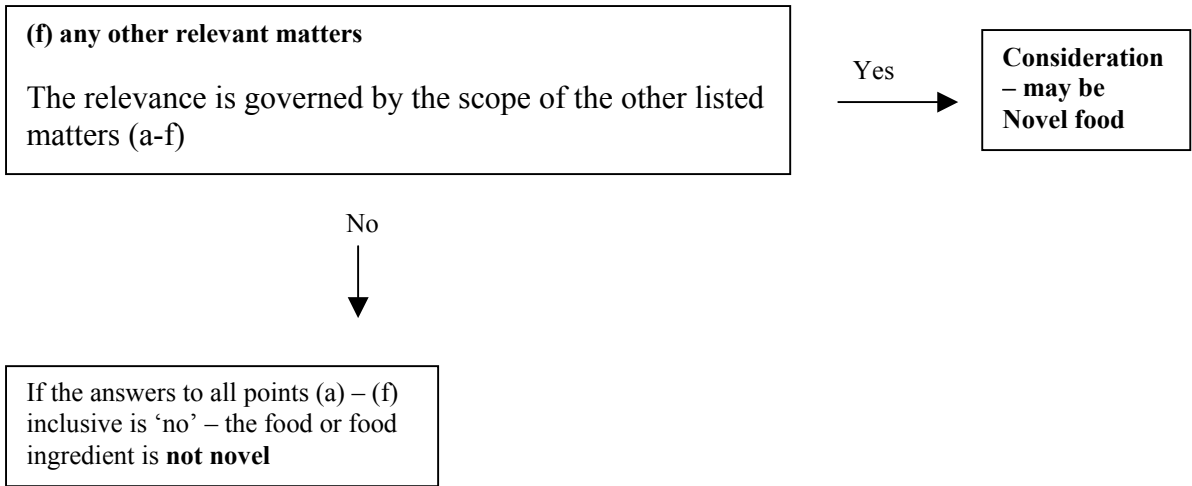 (f) any other relevant matters
The relevance is governed by the scope of the other listed
matters (a-f)
Yes
Consideration
– may be
Novel food
No
If the answers to all points (a) – (f)
inclusive is ‘no’ – the food or food
ingredient is not novel